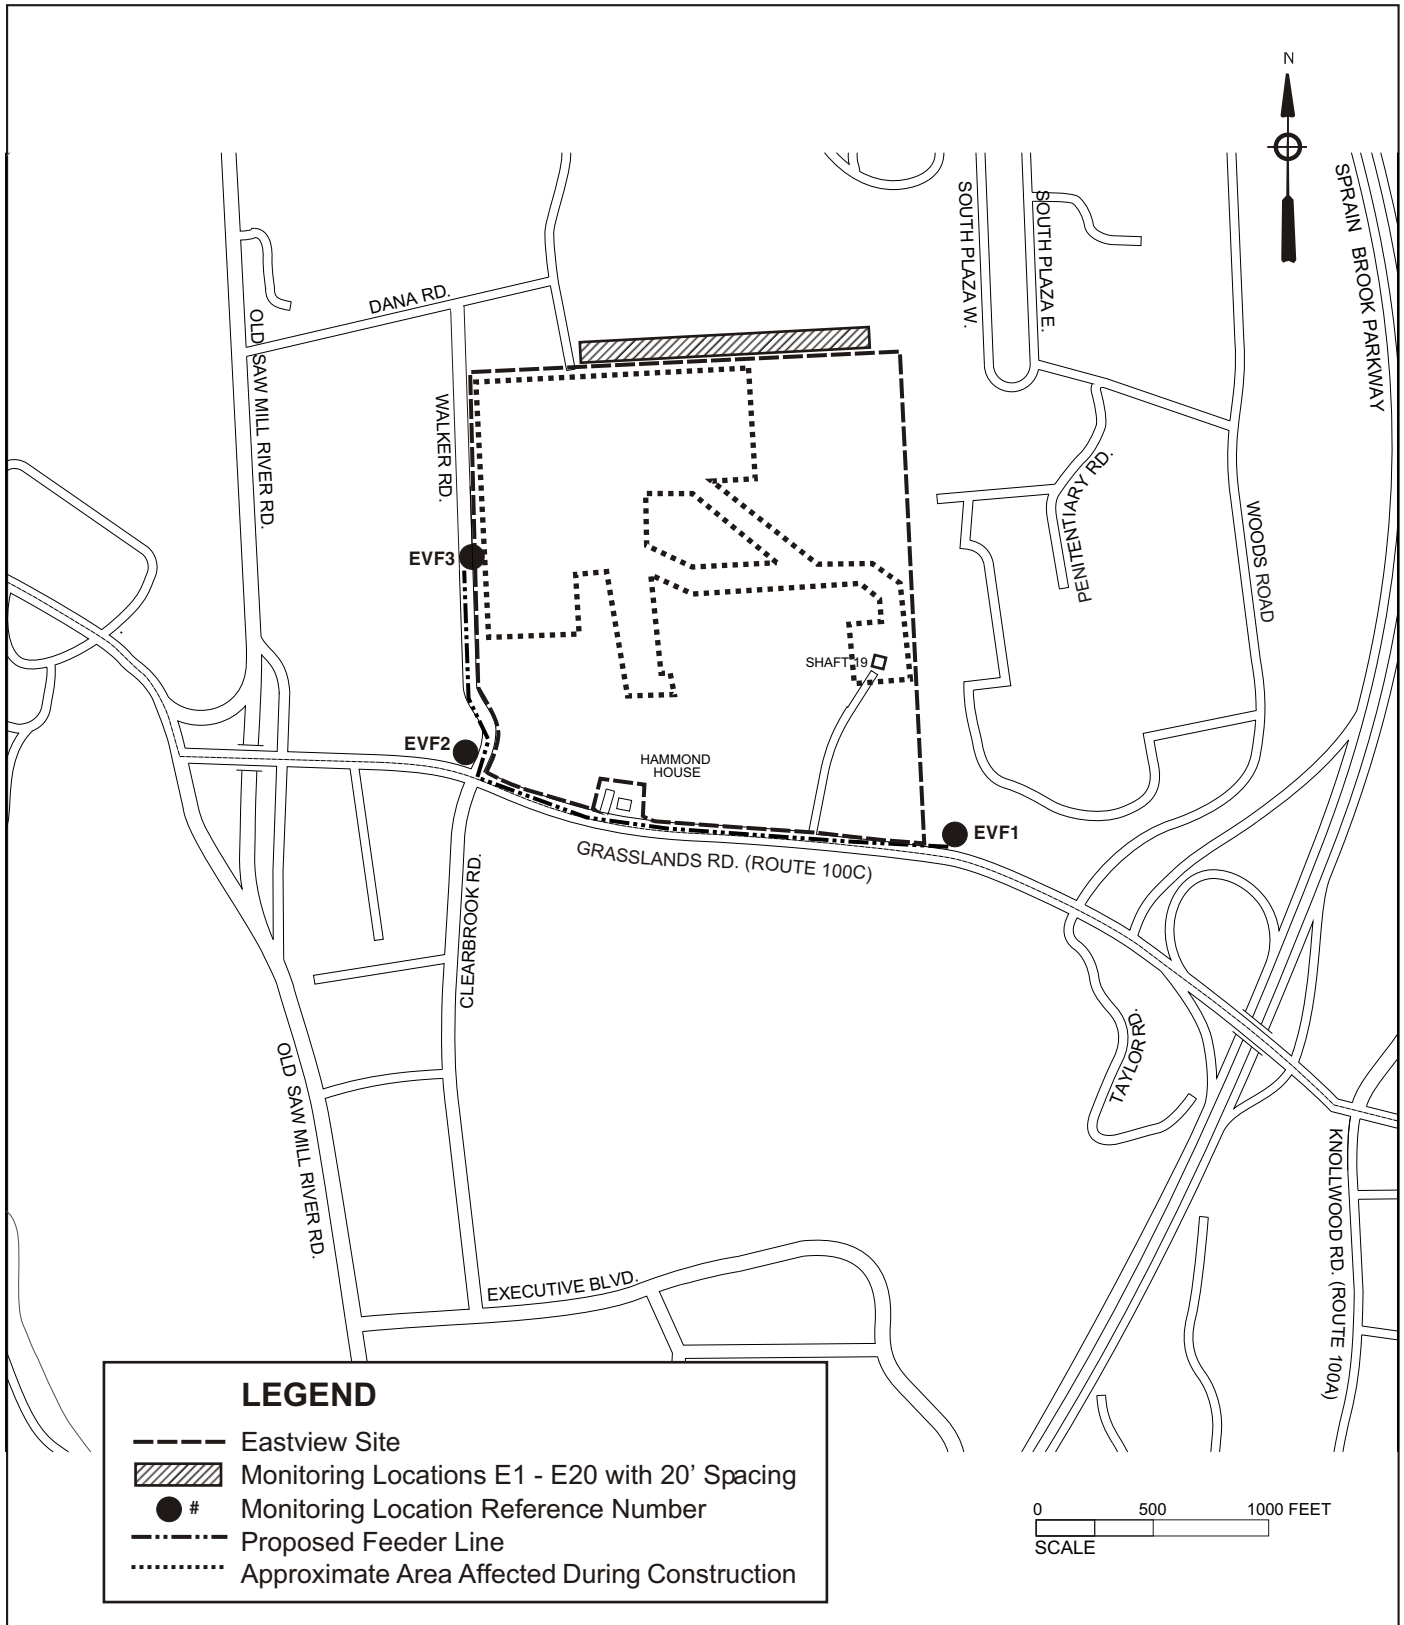 N
SPRAIN BROOK PARKWAY
SOUTH PLAZA W.
SOUTH PLAZA E.
DANA RD.
OLD SAW MILL RIVER RD.
WALKER RD.
PENITENTIARY RD.
WOODS ROAD
EVF3
SHAFT 19
EVF2
HAMMOND
HOUSE
EVF1
GRASSLANDS RD. (ROUTE 100C)
CLEARBROOK RD.
TAYLOR RD.
OLD SAW MILL RIVER RD.
KNOLLWOOD RD. (ROUTE 100A)
EXECUTIVE BLVD.
LEGEND
Eastview Site
Monitoring Locations E1 - E20 with 20' Spacing
# Monitoring Location Reference Number
Proposed Feeder Line
Approximate Area Affected During Construction
0 500 1000 FEET
SCALE